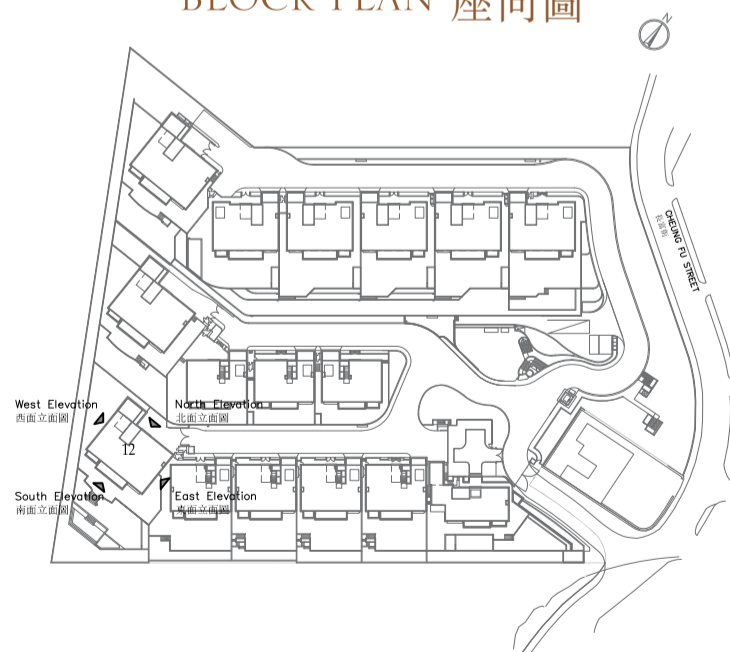 BLOCK PLAN 座向圖
N
CHEUNG FU STREET
長富街
West Elevation
西面立面圖
North Elevation
北面立面圖
12
South Elevation
南面立面圖
East Elevation
東面立面圖